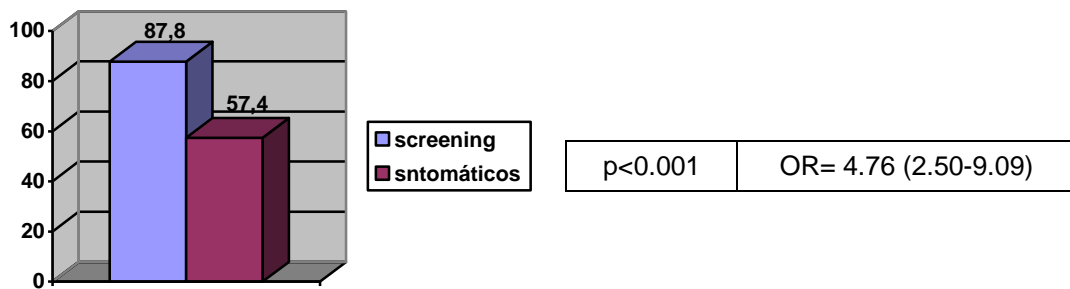 100
80
60
40
20
0
87,8
57,4
screening
sntomáticos
p<0.001 OR= 4.76 (2.50-9.09)